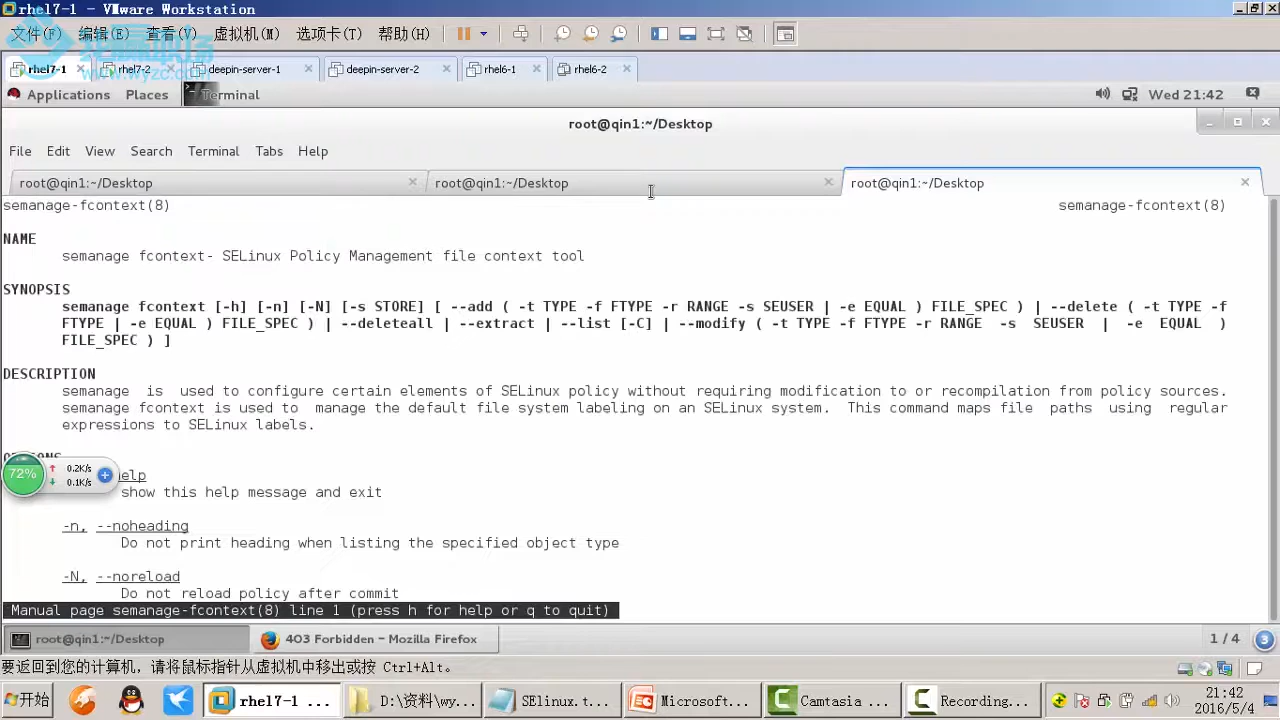 rhel7-1 - VMware Workstation
文件(F) 编辑(E) 查看(V) 虚拟机(M) 选项卡(T) 帮助(H)
rhel7-1 rhel7-2 deepin-server-1 deepin-server-2 rhel6-1 rhel6-2
www.wyzc.com
Applications Places Terminal Wed 21:42
root@qin1:~/Desktop
File Edit View Search Terminal Tabs Help
root@qin1:~/Desktop root@qin1:~/Desktop root@qin1:~/Desktop
semanage-fcontext(8) semanage-fcontext(8)
NAME
semanage fcontext- SELinux Policy Management file context tool
SYNOPSIS
semanage fcontext [-h] [-n] [-N] [-s STORE] [ --add ( -t TYPE -f FTYPE -r RANGE -s SEUSER | -e EQUAL ) FILE_SPEC ) | --delete ( -t TYPE -f
FTYPE | -e EQUAL ) FILE_SPEC ) | --deleteall | --extract | --list [-C] | --modify ( -t TYPE -f FTYPE -r RANGE -s SEUSER | -e EQUAL )
FILE_SPEC ) ]
DESCRIPTION
semanage is used to configure certain elements of SELinux policy without requiring modification to or recompilation from policy sources.
semanage fcontext is used to manage the default file system labeling on an SELinux system. This command maps file paths using regular
expressions to SELinux labels.
OPTIONS
72% 0.2K/s
0.1K/s
elp
show this help message and exit
-n, --noheading
Do not print heading when listing the specified object type
-N, --noreload
Do not reload policy after commit
Manual page semanage-fcontext(8) line 1 (press h for help or q to quit)
root@qin1:~/Desktop 403 Forbidden - Mozilla Firefox 1 / 4 3
要返回到您的计算机，请将鼠标指针从虚拟机中移出或按 Ctrl+Alt。
开始 rhel7-1 ... D:\资料\wy... SElinux.t... Microsoft... Camtasia ... Recording... 21:42
2016/5/4